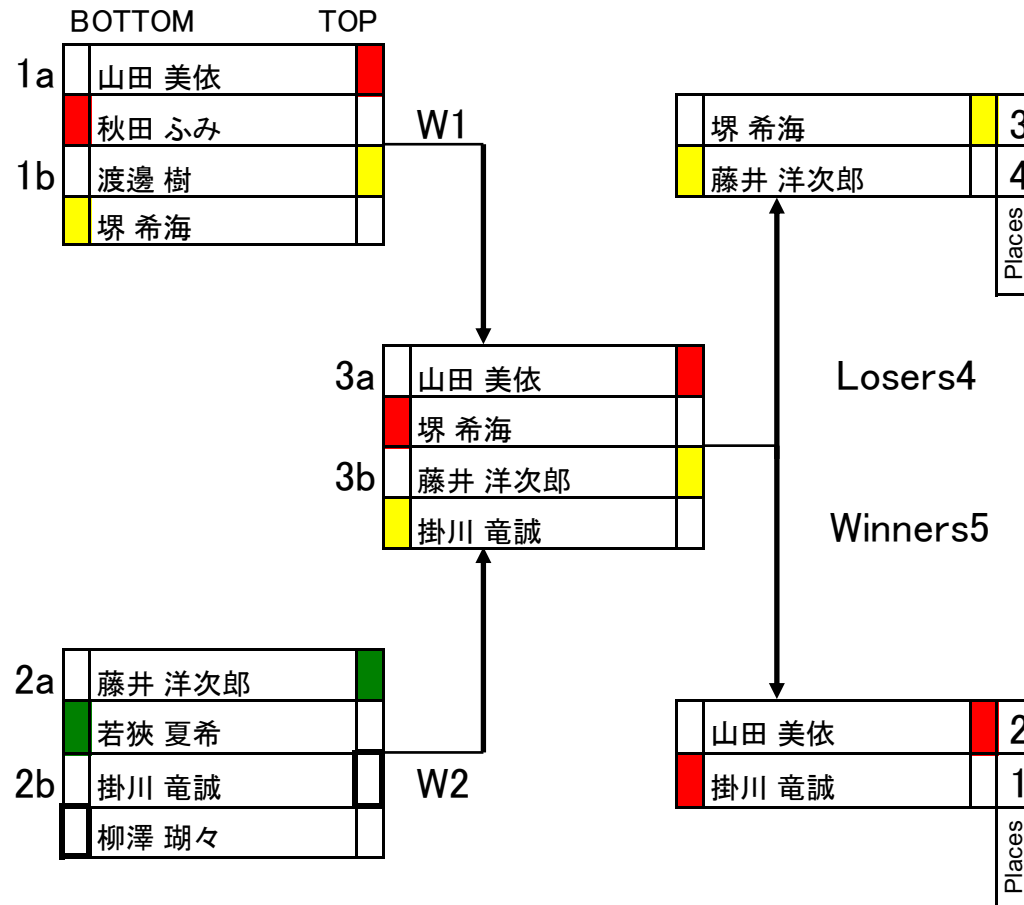 BOTTOM TOP
1a 山田 美依
秋田 ふみ
1b 渡邊 樹
堺 希海
W1
堺 希海 3
藤井 洋次郎 4
Places
3a 山田 美依
堺 希海
3b 藤井 洋次郎
掛川 竜誠
Losers4
Winners5
2a 藤井 洋次郎
若狹 夏希
2b 掛川 竜誠
柳澤 瑚々
W2
山田 美依 2
掛川 竜誠 1
Places